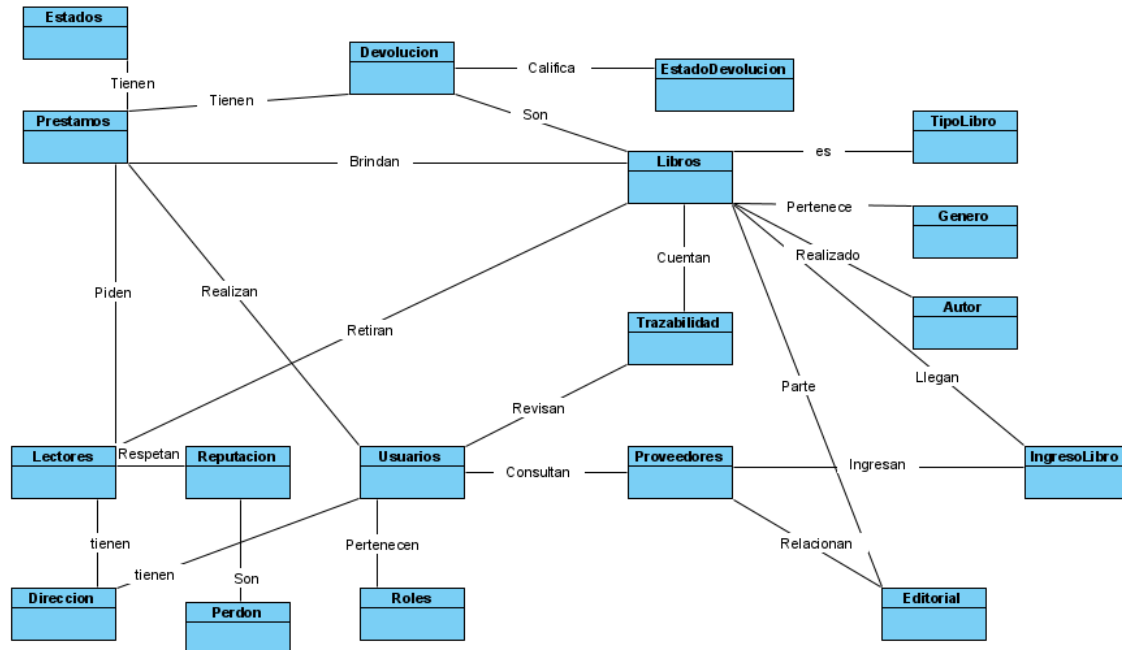 Estados
Devolucion
Califica
EstadoDevolucion
Tienen
Tienen
Son
Prestamos
TipoLibro
Brindan
Libros
es
Pertenece
Genero
Cuentan
Realizado
Piden
Realizan
Autor
Trazabilidad
Retiran
Llegan
Parte
Revisan
Lectores
Respetan
Reputacion
Usuarios
Consultan
Proveedores
Ingresan
IngresoLibro
tienen
Pertenecen
Relacionan
tienen
Son
Direccion
Perdon
Roles
Editorial